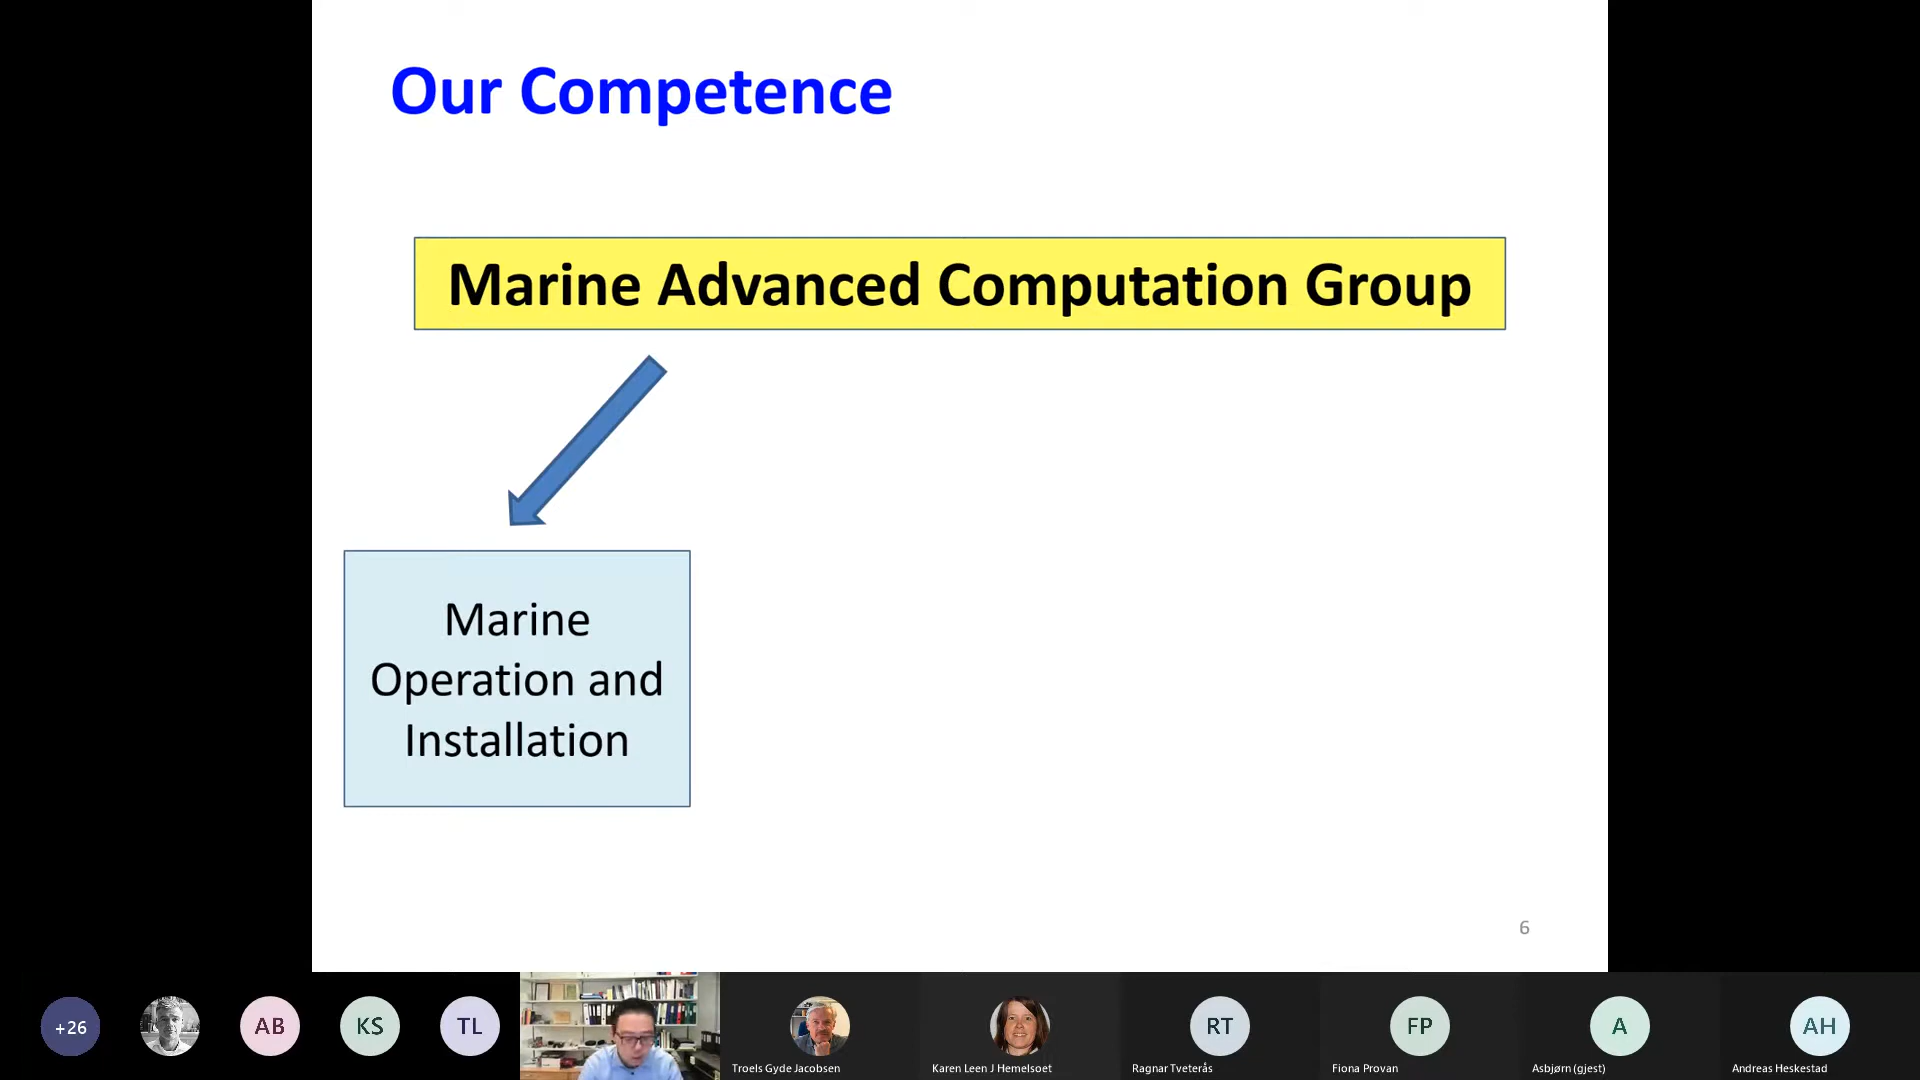 Our Competence
Marine Advanced Computation Group
Marine
Operation and
Installation
6
+26
AB
KS
TL
RT
FP
A
AH
Troels Gyde Jacobsen
Karen Leen J Hemelsoet
Ragnar Tveterås
Fiona Provan
Asbjørn (gjest)
Andreas Heskestad